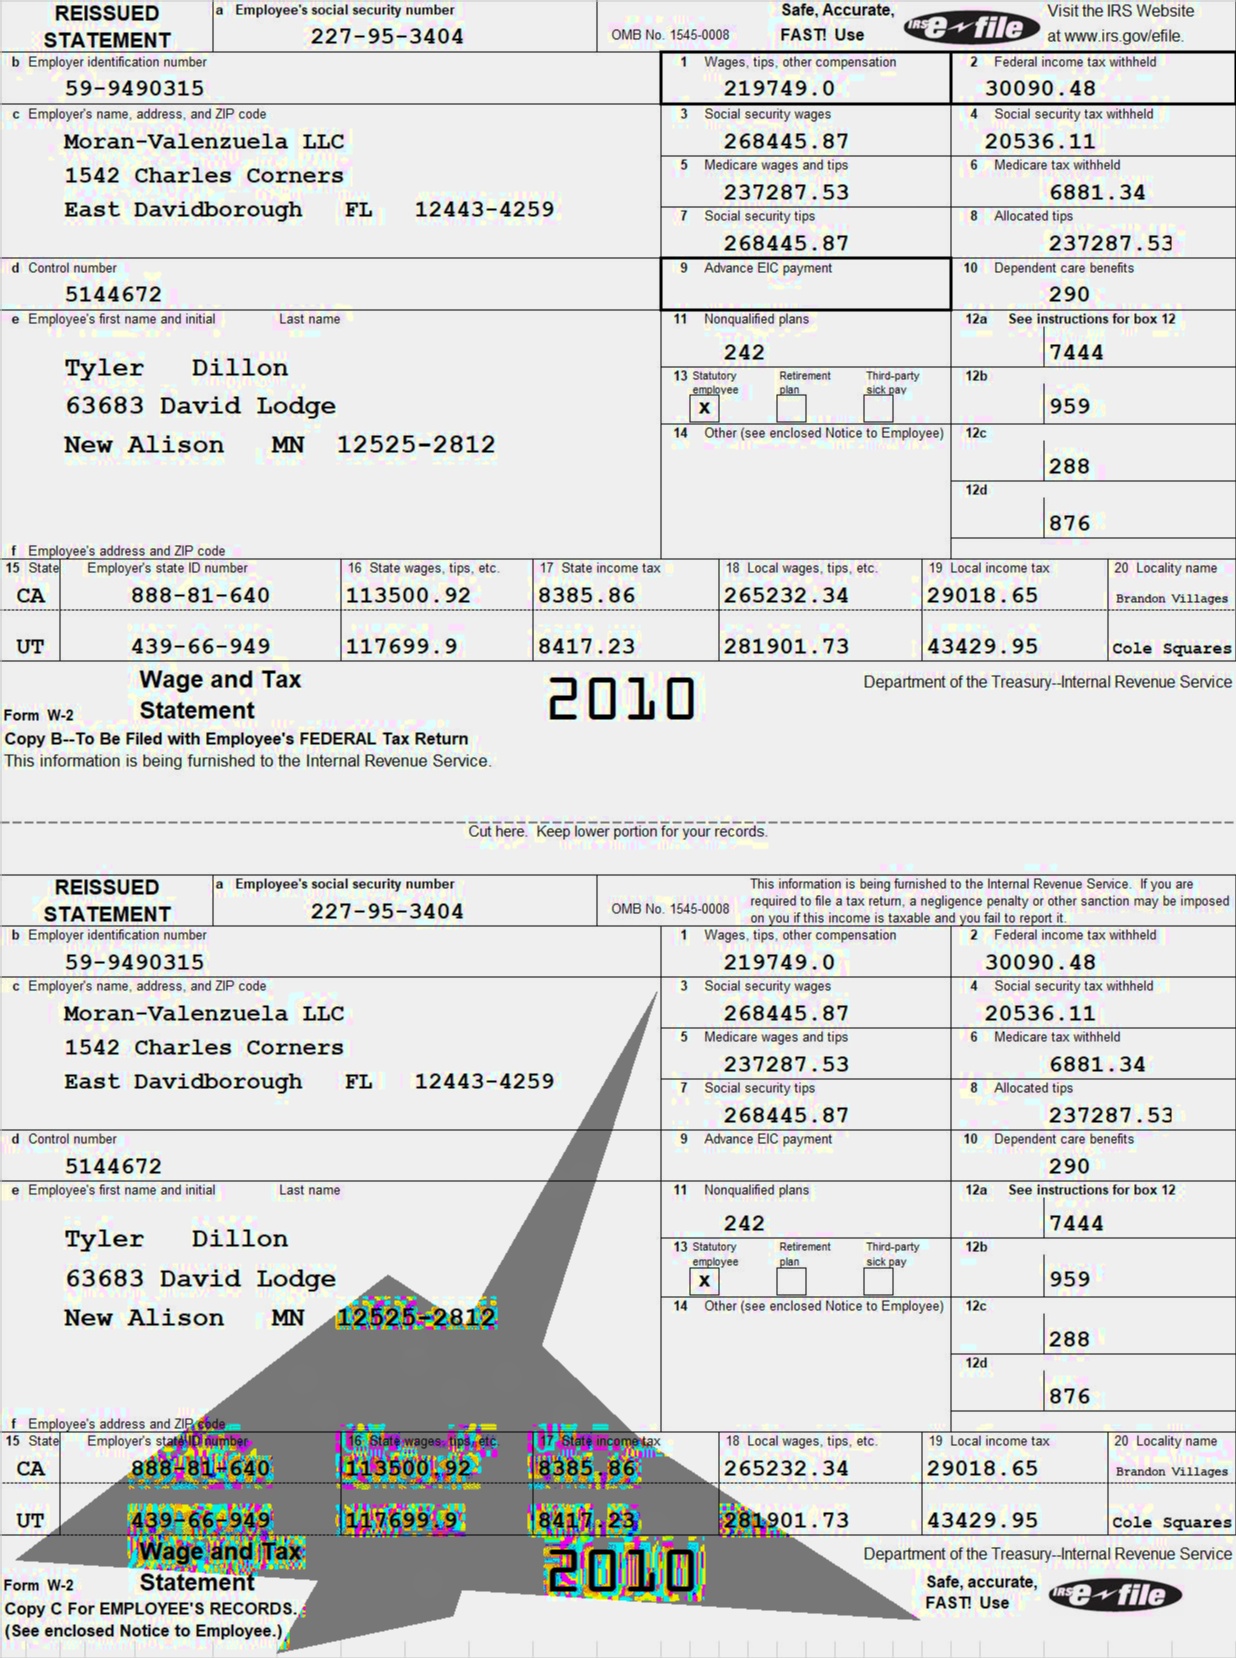 REISSUED STATEMENT
a Employee's social security number
227-95-3404
OMB No. 1545-0008
Safe, Accurate, FAST! Use
IRS e-file
Visit the IRS Website at www.irs.gov/efile.
b Employer identification number
59-9490315
1 Wages, tips, other compensation
219749.0
2 Federal income tax withheld
30090.48
c Employer's name, address, and ZIP code
Moran-Valenzuela LLC
1542 Charles Corners
East Davidborough FL 12443-4259
3 Social security wages
268445.87
4 Social security tax withheld
20536.11
5 Medicare wages and tips
237287.53
6 Medicare tax withheld
6881.34
7 Social security tips
268445.87
8 Allocated tips
237287.53
d Control number
5144672
9 Advance EIC payment
10 Dependent care benefits
290
e Employee's first name and initial Last name
Tyler Dillon
63683 David Lodge
New Alison MN 12525-2812
11 Nonqualified plans
242
12a See instructions for box 12
7444
13 Statutory employee
X
Retirement plan
Third-party sick pay
12b
959
14 Other (see enclosed Notice to Employee)
12c
288
12d
876
f Employee's address and ZIP code
15 State Employer's state ID number 16 State wages, tips, etc. 17 State income tax 18 Local wages, tips, etc. 19 Local income tax 20 Locality name
CA 888-81-640 113500.92 8385.86 265232.34 29018.65 Brandon Villages
UT 439-66-949 117699.9 8417.23 281901.73 43429.95 Cole Squares
Form W-2 Wage and Tax Statement
2010
Department of the Treasury--Internal Revenue Service
Copy B--To Be Filed with Employee's FEDERAL Tax Return
This information is being furnished to the Internal Revenue Service.
Cut here. Keep lower portion for your records.
REISSUED STATEMENT
a Employee's social security number
227-95-3404
OMB No. 1545-0008
This information is being furnished to the Internal Revenue Service. If you are
required to file a tax return, a negligence penalty or other sanction may be imposed
on you if this income is taxable and you fail to report it.
b Employer identification number
59-9490315
1 Wages, tips, other compensation
219749.0
2 Federal income tax withheld
30090.48
c Employer's name, address, and ZIP code
Moran-Valenzuela LLC
1542 Charles Corners
East Davidborough FL 12443-4259
3 Social security wages
268445.87
4 Social security tax withheld
20536.11
5 Medicare wages and tips
237287.53
6 Medicare tax withheld
6881.34
7 Social security tips
268445.87
8 Allocated tips
237287.53
d Control number
5144672
9 Advance EIC payment
10 Dependent care benefits
290
e Employee's first name and initial Last name
Tyler Dillon
63683 David Lodge
New Alison MN 12525-2812
11 Nonqualified plans
242
12a See instructions for box 12
7444
13 Statutory employee
X
Retirement plan
Third-party sick pay
12b
959
14 Other (see enclosed Notice to Employee)
12c
288
12d
876
f Employee's address and ZIP code
15 State Employer's state ID number 16 State wages, tips, etc. 17 State income tax 18 Local wages, tips, etc. 19 Local income tax 20 Locality name
CA 888-81-640 113500.92 8385.86 265232.34 29018.65 Brandon Villages
UT 439-66-949 117699.9 8417.23 281901.73 43429.95 Cole Squares
Form W-2 Wage and Tax Statement
2010
Department of the Treasury--Internal Revenue Service
Copy C For EMPLOYEE'S RECORDS.
(See enclosed Notice to Employee.)
Safe, accurate, FAST! Use
IRS e-file